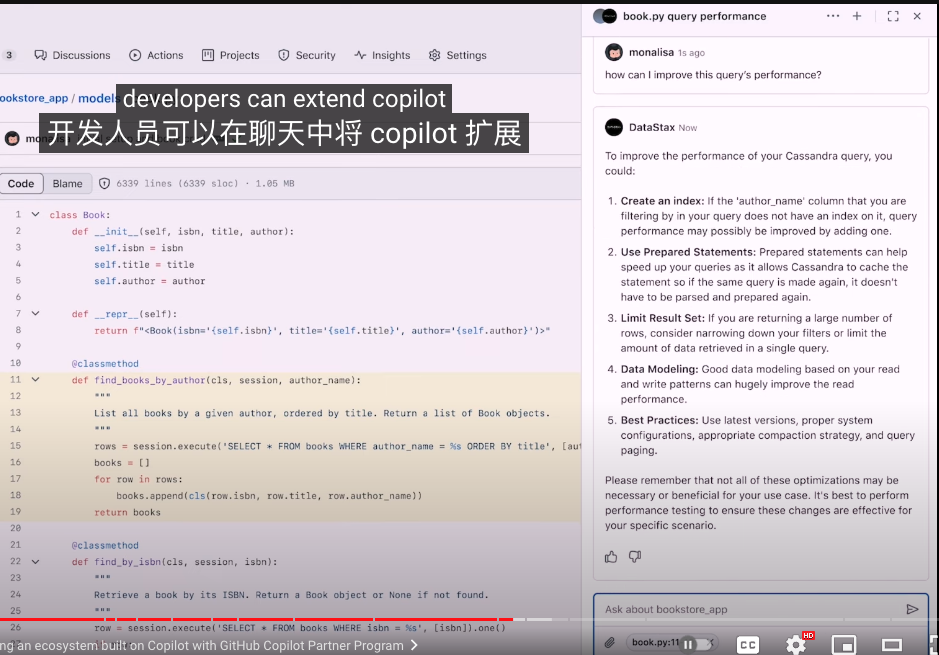 book.py query performance
monalisa 1s ago
how can I improve this query's performance?
3 Discussions Actions Projects Security Insights Settings
ookstore_app / models
developers can extend copilot
开发人员可以在聊天中将 copilot 扩展
Code Blame 6339 lines (6339 sloc) · 1.05 MB
1 class Book:
2 def __init__(self, isbn, title, author):
3 self.isbn = isbn
4 self.title = title
5 self.author = author
6
7 def __repr__(self):
8 return f"<Book(isbn='{self.isbn}', title='{self.title}', author='{self.author}')>"
9
10 @classmethod
11 def find_books_by_author(cls, session, author_name):
12 """
13 List all books by a given author, ordered by title. Return a list of Book objects.
14 """
15 rows = session.execute('SELECT * FROM books WHERE author_name = %s ORDER BY title', [au
16 books = []
17 for row in rows:
18 books.append(cls(row.isbn, row.title, row.author_name))
19 return books
20
21 @classmethod
22 def find_by_isbn(cls, session, isbn):
23 """
24 Retrieve a book by its ISBN. Return a Book object or None if not found.
25 """
26 row = session.execute('SELECT * FROM books WHERE isbn = %s', [isbn]).one()
ng an ecosystem built on Copilot with GitHub Copilot Partner Program
DataStax Now
To improve the performance of your Cassandra query, you
could:
1. Create an index: If the 'author_name' column that you are
filtering by in your query does not have an index on it, query
performance may possibly be improved by adding one.
2. Use Prepared Statements: Prepared statements can help
speed up your queries as it allows Cassandra to cache the
statement so if the same query is made again, it doesn't
have to be parsed and prepared again.
3. Limit Result Set: If you are returning a large number of
rows, consider narrowing down your filters or limit the
amount of data retrieved in a single query.
4. Data Modeling: Good data modeling based on your read
and write patterns can hugely improve the read
performance.
5. Best Practices: Use latest versions, proper system
configurations, appropriate compaction strategy, and query
paging.
Please remember that not all of these optimizations may be
necessary or beneficial for your use case. It's best to perform
performance testing to ensure these changes are effective for
your specific scenario.
Ask about bookstore_app
book.py:11
CC HD